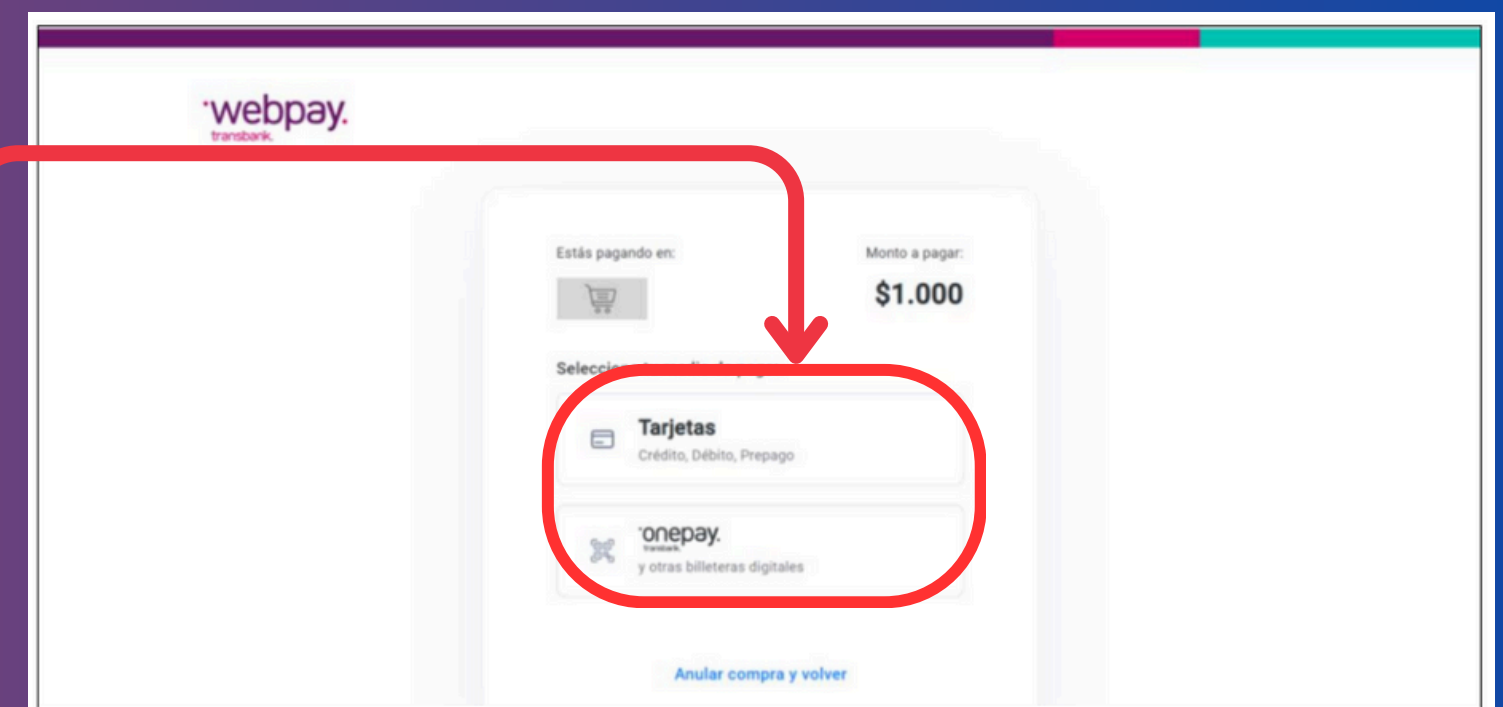 webpay.
transbank.
Estás pagando en:
Monto a pagar:
$1.000
Tarjetas
Crédito, Débito, Prepago
onepay.
transbank.
y otras billeteras digitales
Anular compra y volver